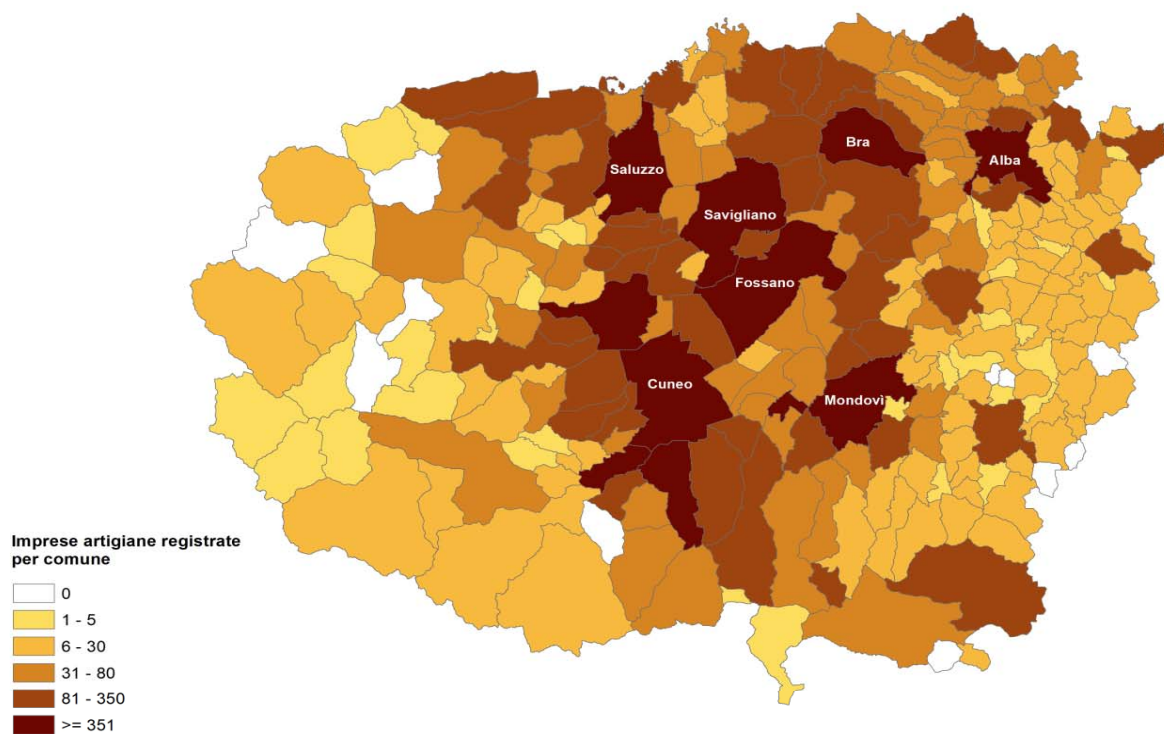 Bra
Alba
Saluzzo
Savigliano
Fossano
Cuneo
Mondovì
Imprese artigiane registrate
per comune
0
1 - 5
6 - 30
31 - 80
81 - 350
>= 351